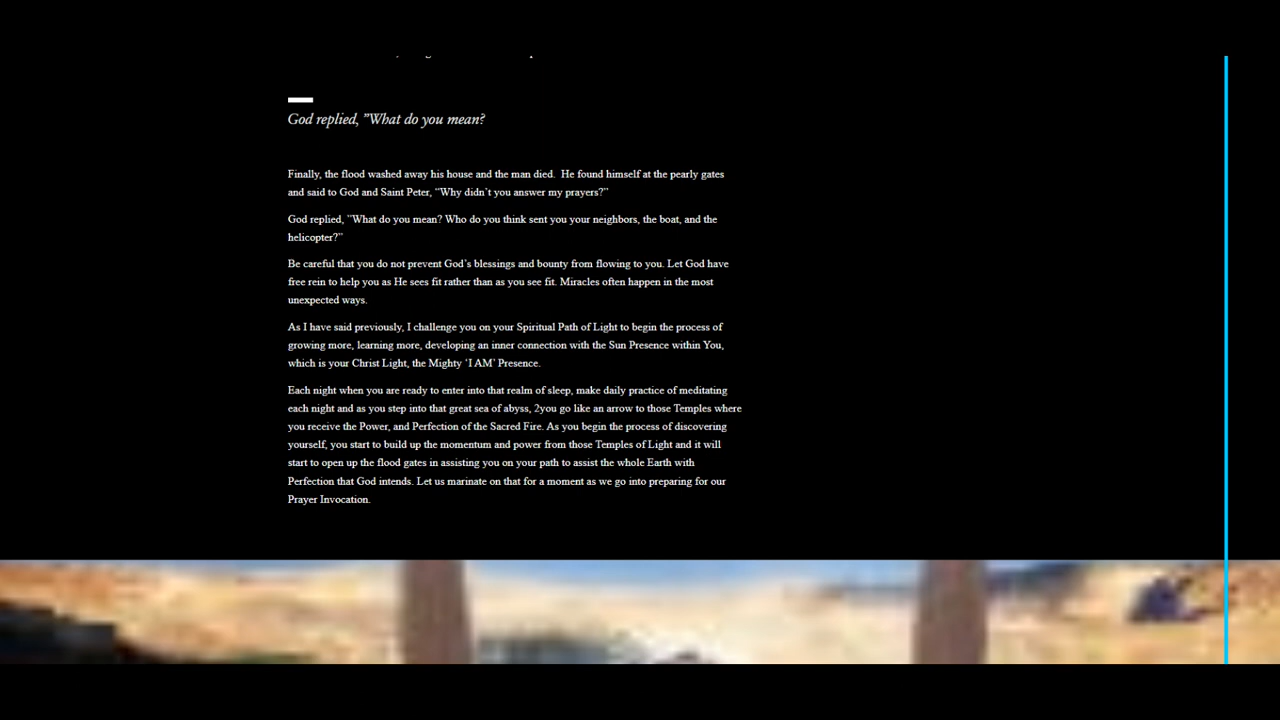 God replied, ”What do you mean?
Finally, the flood washed away his house and the man died.  He found himself at the pearly gates
and said to God and Saint Peter, “Why didn’t you answer my prayers?”
God replied, ”What do you mean? Who do you think sent you your neighbors, the boat, and the
helicopter?”
Be careful that you do not prevent God’s blessings and bounty from flowing to you. Let God have
free rein to help you as He sees fit rather than as you see fit. Miracles often happen in the most
unexpected ways.
As I have said previously, I challenge you on your Spiritual Path of Light to begin the process of
growing more, learning more, developing an inner connection with the Sun Presence within You,
which is your Christ Light, the Mighty ‘I AM’ Presence.
Each night when you are ready to enter into that realm of sleep, make daily practice of meditating
each night and as you step into that great sea of abyss, 2you go like an arrow to those Temples where
you receive the Power, and Perfection of the Sacred Fire. As you begin the process of discovering
yourself, you start to build up the momentum and power from those Temples of Light and it will
start to open up the flood gates in assisting you on your path to assist the whole Earth with
Perfection that God intends. Let us marinate on that for a moment as we go into preparing for our
Prayer Invocation.